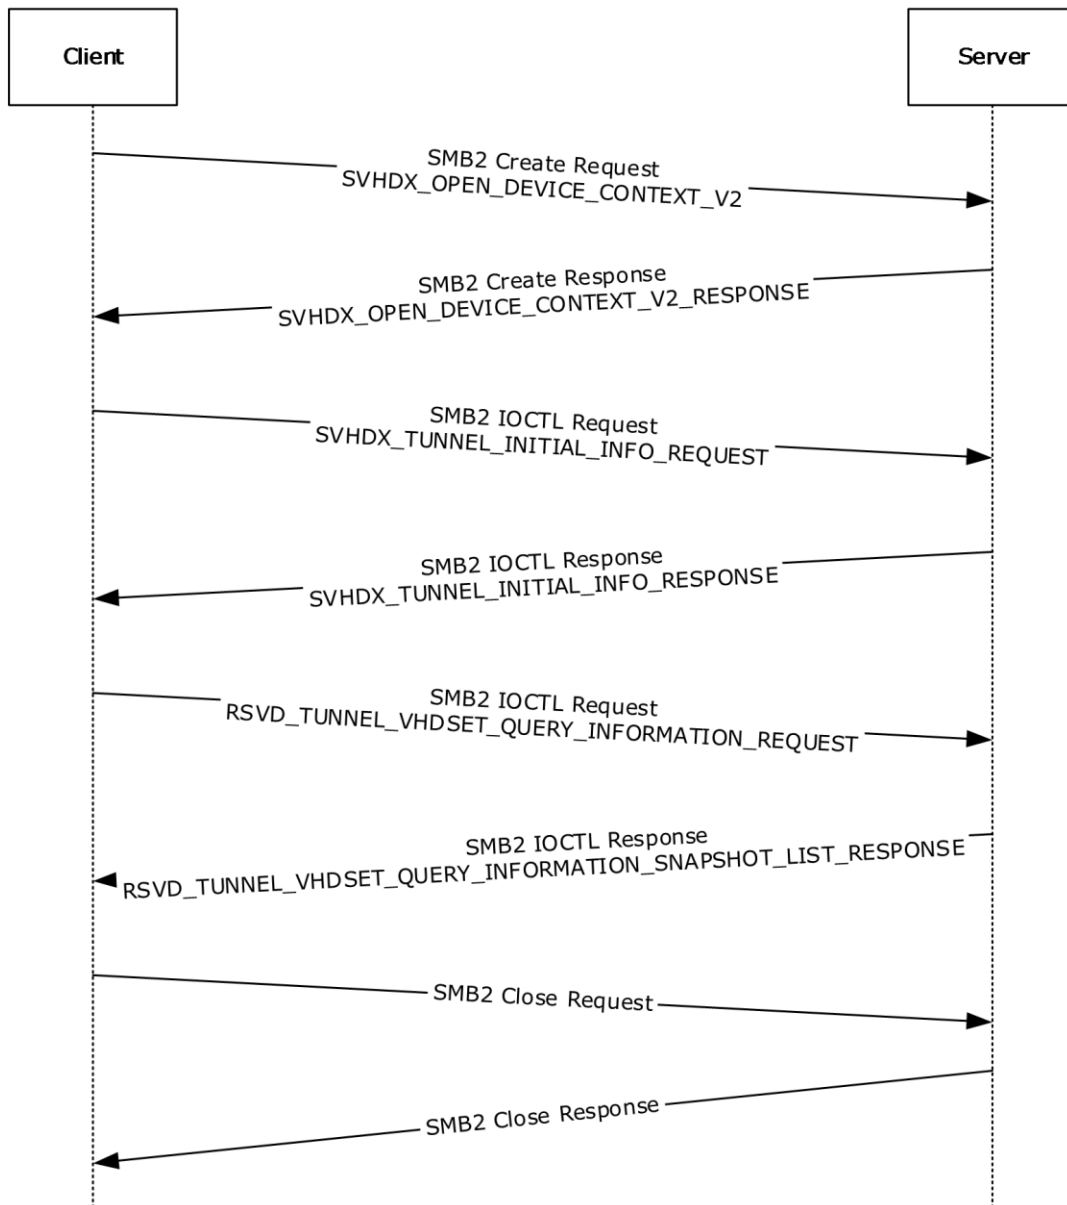 Client
Server
SMB2 Create Request
SVHDX_OPEN_DEVICE_CONTEXT_V2
SMB2 Create Response
SVHDX_OPEN_DEVICE_CONTEXT_V2_RESPONSE
SMB2 IOCTL Request
SVHDX_TUNNEL_INITIAL_INFO_REQUEST
SMB2 IOCTL Response
SVHDX_TUNNEL_INITIAL_INFO_RESPONSE
SMB2 IOCTL Request
RSVD_TUNNEL_VHDSET_QUERY_INFORMATION_REQUEST
SMB2 IOCTL Response
RSVD_TUNNEL_VHDSET_QUERY_INFORMATION_SNAPSHOT_LIST_RESPONSE
SMB2 Close Request
SMB2 Close Response